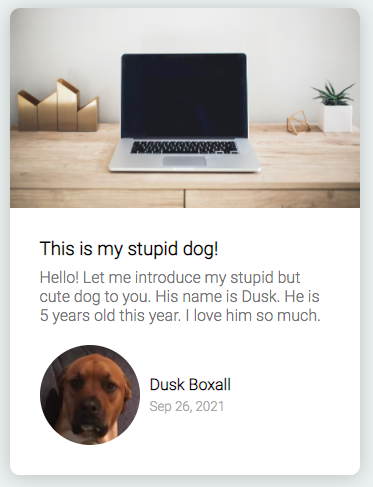 This is my stupid dog!
Hello! Let me introduce my stupid but
cute dog to you. His name is Dusk. He is
5 years old this year. I love him so much.
Dusk Boxall
Sep 26, 2021